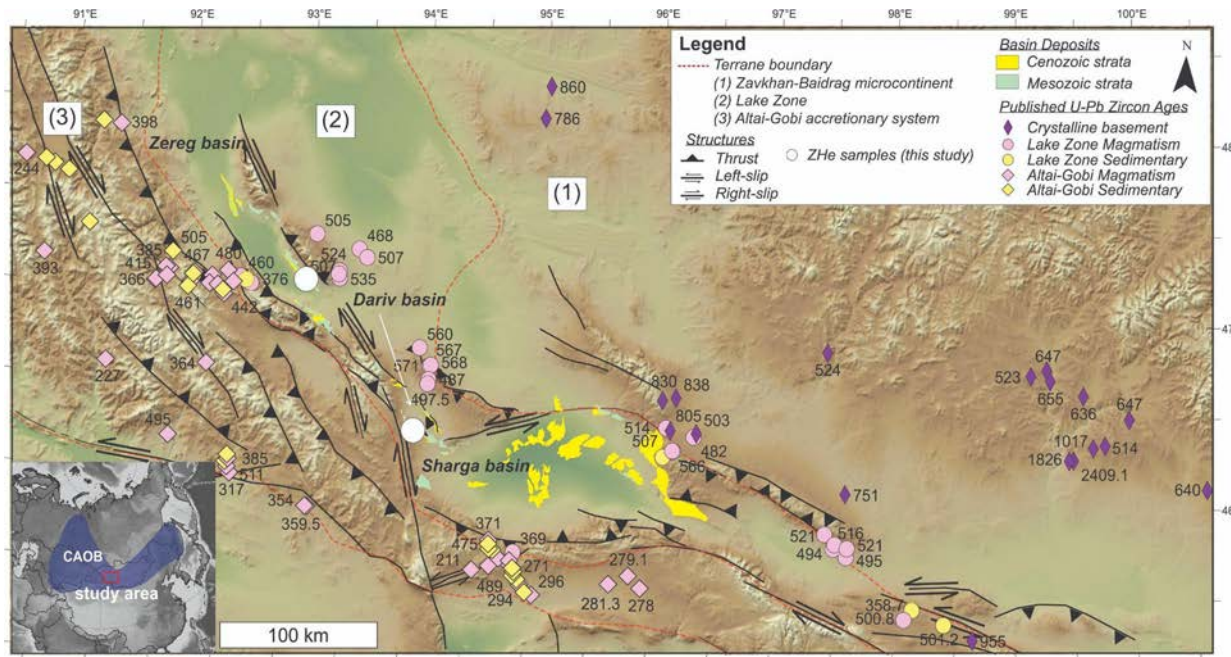 91°E
92°E
93°E
94°E
95°E
96°E
97°E
98°E
99°E
100°E
Legend
Terrane boundary
(1) Zavkhan-Baidrag microcontinent
(2) Lake Zone
(3) Altai-Gobi accretionary system
Structures
Thrust
Left-slip
Right-slip
ZHe samples (this study)
Basin Deposits
Cenozoic strata
Mesozoic strata
Published U-Pb Zircon Ages
Crystalline basement
Lake Zone Magmatism
Lake Zone Sedimentary
Altai-Gobi Magmatism
Altai-Gobi Sedimentary
N
(3)
(2)
(1)
Zereg basin
Dariv basin
Sharga basin
398
244
860
786
505
468
507
524
507
535
505
385
467
480
460
415
366
376
461
442
393
364
227
560
567
568
571
487
497.5
495
385
511
317
354
359.5
830
838
805
503
514
507
482
566
524
647
523
655
636
647
1017
514
1826
2409.1
640
751
516
521
521
494
495
371
475
369
279.1
211
271
489
296
294
281.3
278
358.7
500.8
501.2
955
47
46
CAOB
study area
100 km